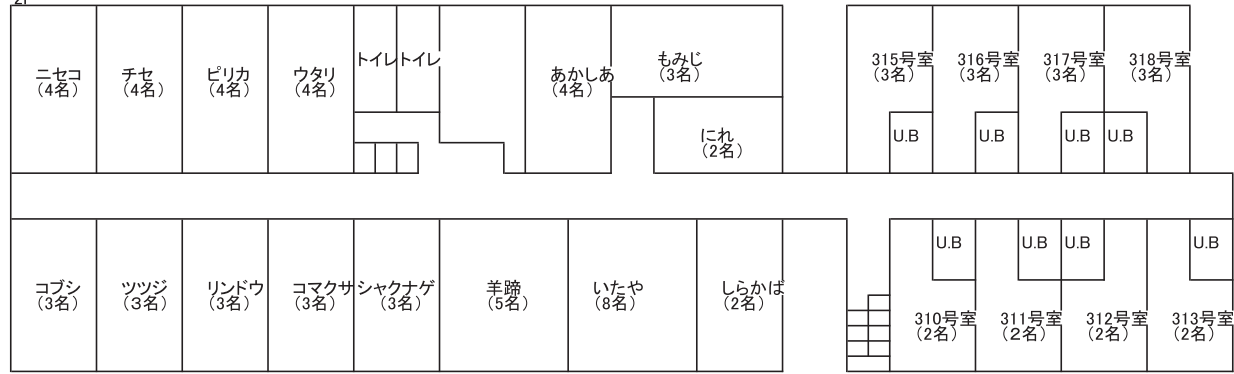 2F
ニセコ
(4名)
チセ
(4名)
ピリカ
(4名)
ウタリ
(4名)
トイレ
トイレ
あかしあ
(4名)
もみじ
(3名)
にれ
(2名)
315号室
(3名)
316号室
(3名)
317号室
(3名)
318号室
(3名)
U.B
U.B
U.B
U.B
U.B
U.B
U.B
U.B
コブシ
(3名)
ツツジ
(3名)
リンドウ
(3名)
コマクサ
(3名)
シャクナゲ
(3名)
羊蹄
(5名)
いたや
(8名)
しらかば
(2名)
310号室
(2名)
311号室
(2名)
312号室
(2名)
313号室
(2名)